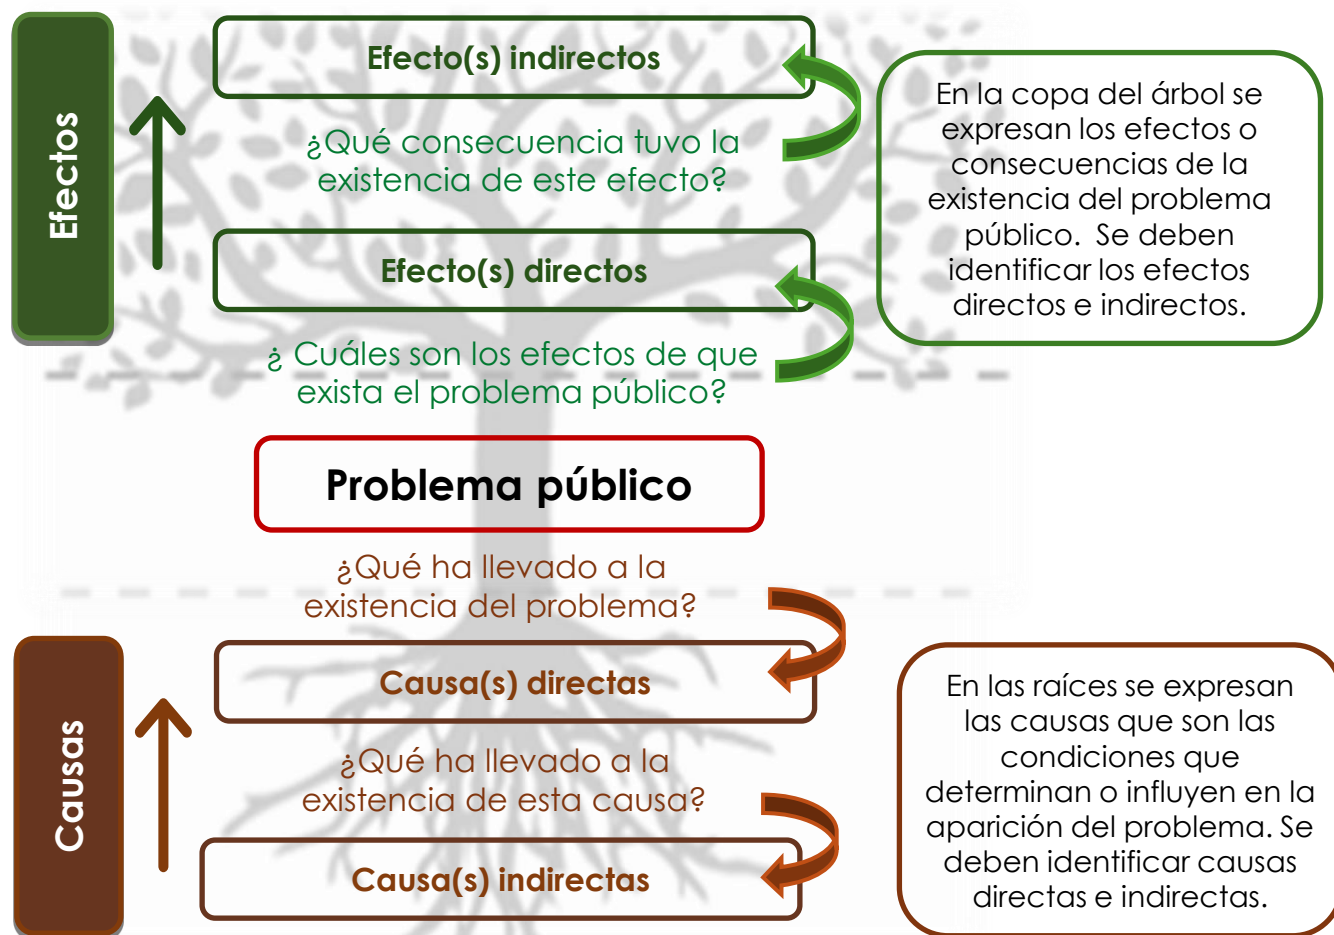 Efectos
Efecto(s) indirectos
¿Qué consecuencia tuvo la
existencia de este efecto?
Efecto(s) directos
¿ Cuáles son los efectos de que
exista el problema público?
En la copa del árbol se
expresan los efectos o
consecuencias de la
existencia del problema
público.  Se deben
identificar los efectos
directos e indirectos.
Problema público
¿Qué ha llevado a la
existencia del problema?
Causas
Causa(s) directas
¿Qué ha llevado a la
existencia de esta causa?
Causa(s) indirectas
En las raíces se expresan
las causas que son las
condiciones que
determinan o influyen en la
aparición del problema. Se
deben identificar causas
directas e indirectas.